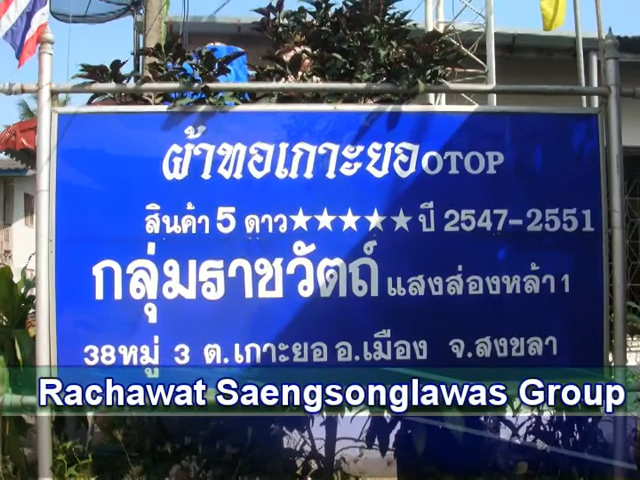 ผ้าทอเกาะยอ OTOP
สินค้า 5 ดาว ★★★★★ ปี 2547-2551
กลุ่มราชวัตถ์ แสงส่องหล้า 1
38 หมู่ 3 ต.เกาะยอ อ.เมือง จ.สงขลา
Rachawat Saengsonglawas Group